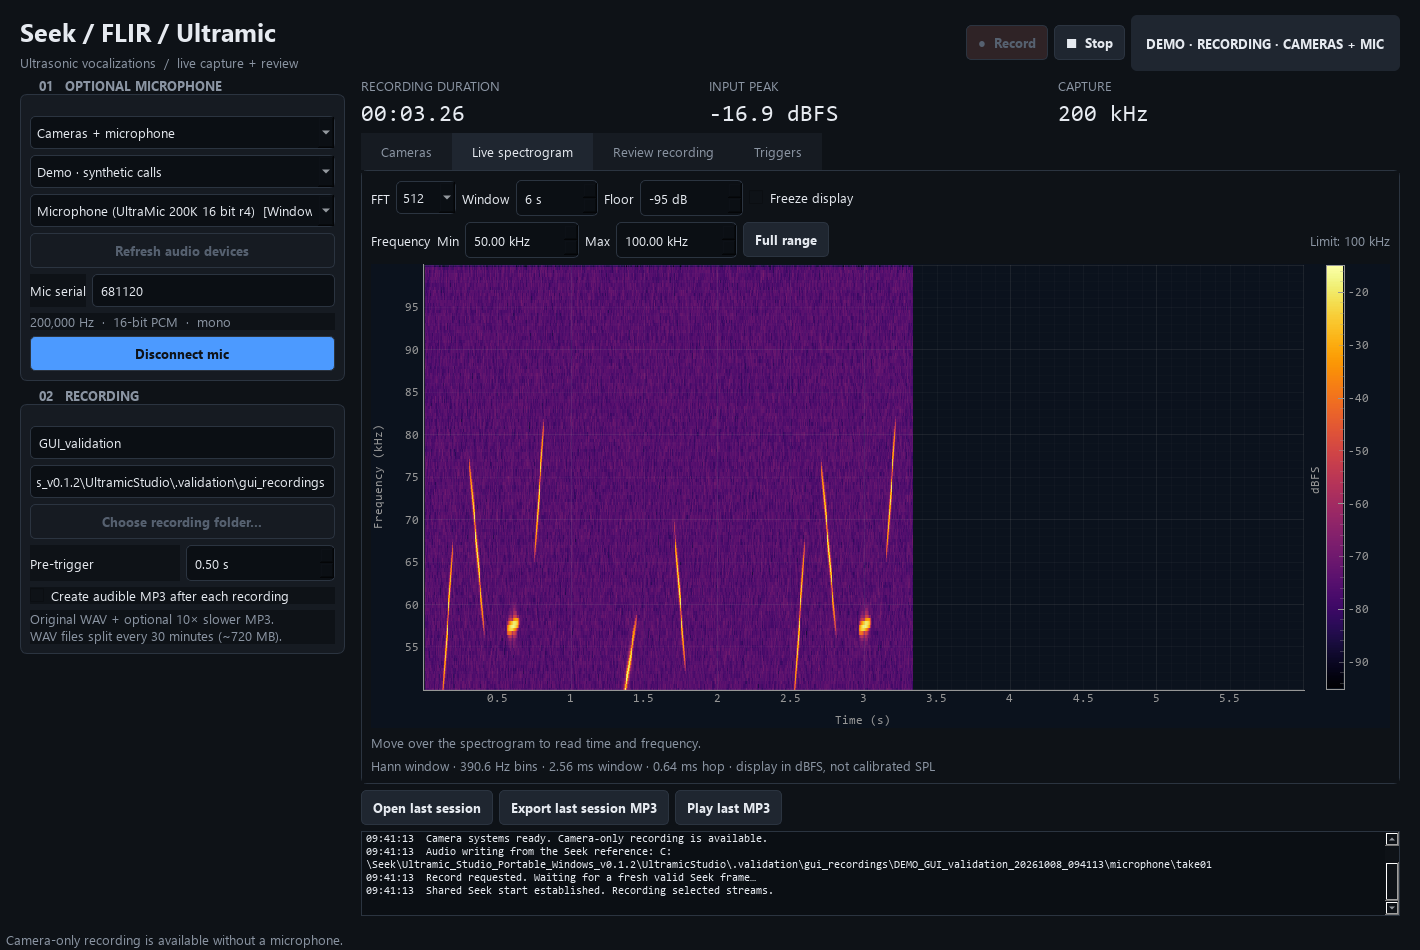 Seek / FLIR / Ultramic
Ultrasonic vocalizations / live capture + review
● Record
■ Stop
DEMO · RECORDING · CAMERAS + MIC
01 OPTIONAL MICROPHONE
Cameras + microphone
Demo · synthetic calls
Microphone (UltraMic 200K 16 bit r4) [Window
Refresh audio devices
Mic serial 681120
200,000 Hz · 16-bit PCM · mono
Disconnect mic
02 RECORDING
GUI_validation
s_v0.1.2\UltramicStudio\.validation\gui_recordings
Choose recording folder...
Pre-trigger 0.50 s
Create audible MP3 after each recording
Original WAV + optional 10× slower MP3.
WAV files split every 30 minutes (~720 MB).
RECORDING DURATION
00:03.26
INPUT PEAK
-16.9 dBFS
CAPTURE
200 kHz
Cameras Live spectrogram Review recording Triggers
FFT 512 Window 6 s Floor -95 dB Freeze display
Frequency Min 50.00 kHz Max 100.00 kHz Full range Limit: 100 kHz
Frequency (kHz)
95
90
85
80
75
70
65
60
55
0.5 1 1.5 2 2.5 3 3.5 4 4.5 5 5.5
Time (s)
-20
-30
-40
-50
-60
-70
-80
-90
dBFS
Move over the spectrogram to read time and frequency.
Hann window · 390.6 Hz bins · 2.56 ms window · 0.64 ms hop · display in dBFS, not calibrated SPL
Open last session Export last session MP3 Play last MP3
09:41:13 Camera systems ready. Camera-only recording is available.
09:41:13 Audio writing from the Seek reference: C:
\Seek\Ultramic_Studio_Portable_Windows_v0.1.2\UltramicStudio\.validation\gui_recordings\DEMO_GUI_validation_20261008_094113\microphone\take01
09:41:13 Record requested. Waiting for a fresh valid Seek frame…
09:41:13 Shared Seek start established. Recording selected streams.
Camera-only recording is available without a microphone.